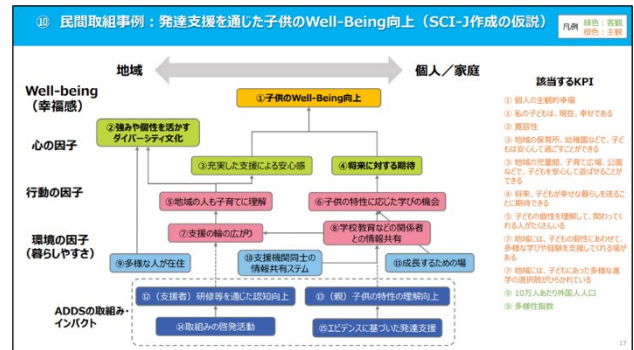 ⑩ 民間取組事例：発達支援を通じた子供のWell-Being向上（SCI-J作成の仮説）
凡例
緑色：客観
橙色：主観
地域
個人／家庭
Well-being
（幸福感）
心の因子
行動の因子
環境の因子
（暮らしやすさ）
ADDSの取組み・
インパクト
①子供のWell-Being向上
②強みや個性を活かす
ダイバーシティ文化
③充実した支援による安心感
④将来に対する期待
⑤地域の人も子育てに理解
⑥子供の特性に応じた学びの機会
⑦支援の輪の広がり
⑧学校教育などの関係者
との情報共有
⑨多様な人が在住
⑩支援機関同士の
情報共有ステム
⑪成長するための場
⑫（支援者）研修等を通じた認知向上
⑬（親）子供の特性の理解向上
⑭取組みの啓発活動
⑮エビデンスに基づいた発達支援
該当するKPI
① 個人の主観的幸福
① 私の子どもは、現在、幸せである
② 寛容性
③ 地域の保育所、幼稚園などで、子ど
もは安心して過ごすことができる
③ 地域の児童館、子育て広場、公園
などで、子どもを安心して遊ばせることが
できる
④ 将来、子どもが幸せな暮らしを送るこ
とに期待できる
⑤ 子どもの個性を理解して、関わってく
れる人がたくさんいる
⑦ 地域には、子どもの個性にあわせて、
多様な学びや経験を支援してくれる場が
ある
⑦ 地域には、子どもにあった多様な進
学の選択肢がひらかれている
⑨ 10万人あたり外国人人口
⑨ 多様性指数
17